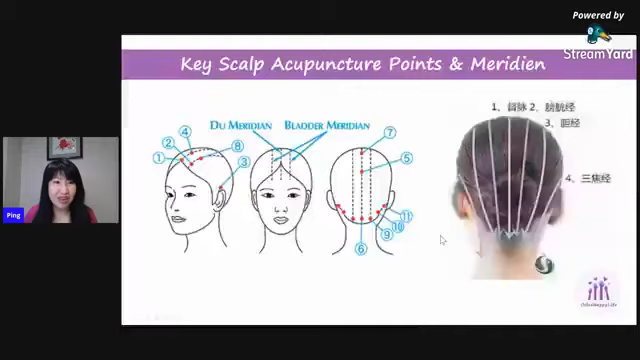 Powered by
StreamYard
Key Scalp Acupuncture Points & Meridien
1、督脉 2、膀胱经
3、胆经
4、三焦经
DU MERIDIAN BLADDER MERIDIAN
4
2
1
8
3
7
5
6
9
10
11
Ping